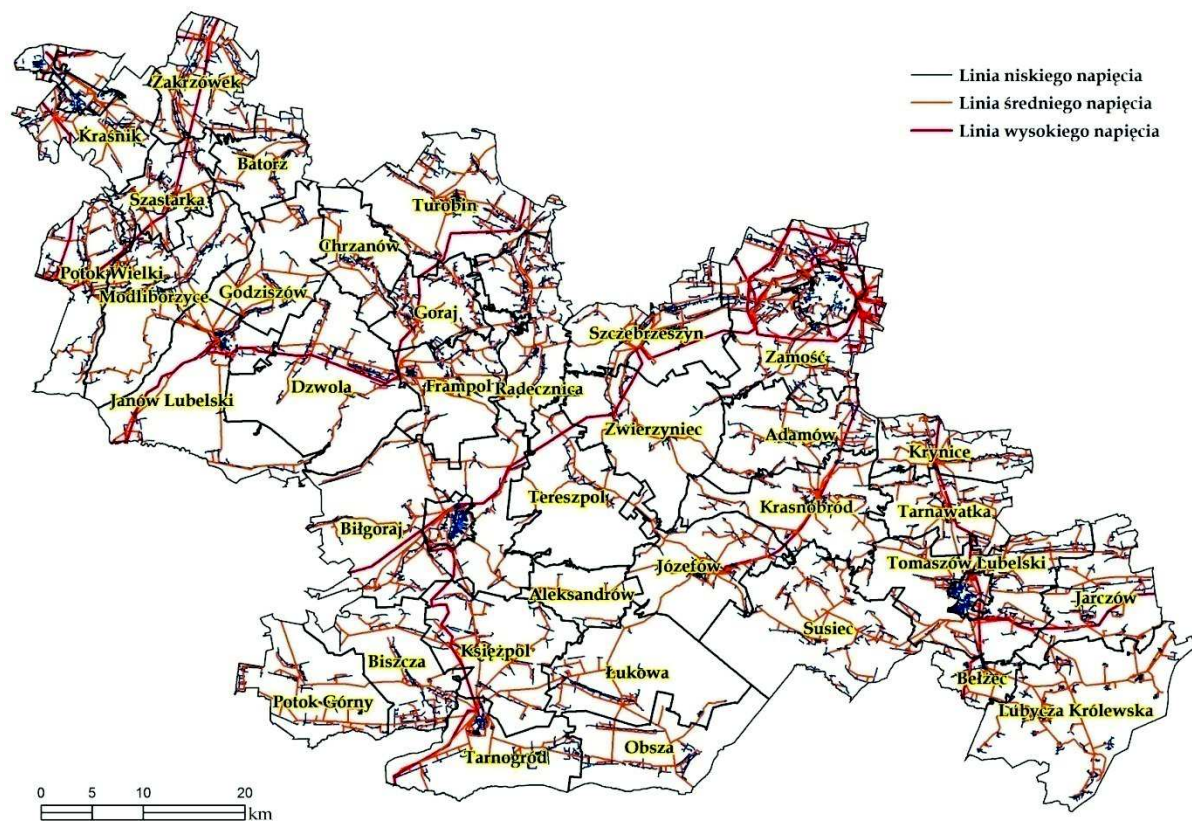 Linia niskiego napięcia
Linia średniego napięcia
Linia wysokiego napięcia
Zakrzówek
Kraśnik
Batorz
Szastarka
Turobin
Chrzanów
Potok Wielki
Modliborzyce
Godziszów
Goraj
Szczebrzeszyn
Zamość
Janów Lubelski
Dzwola
Frampol
Radecznica
Zwierzyniec
Adamów
Krynice
Tereszpol
Krasnobród
Tarnawatka
Biłgoraj
Józefów
Tomaszów Lubelski
Aleksandrów
Jarczów
Susiec
Księżpol
Biszcza
Łukowa
Bełżec
Potok Górny
Lubycza Królewska
Obsza
Tarnogród
0 5 10 20
km